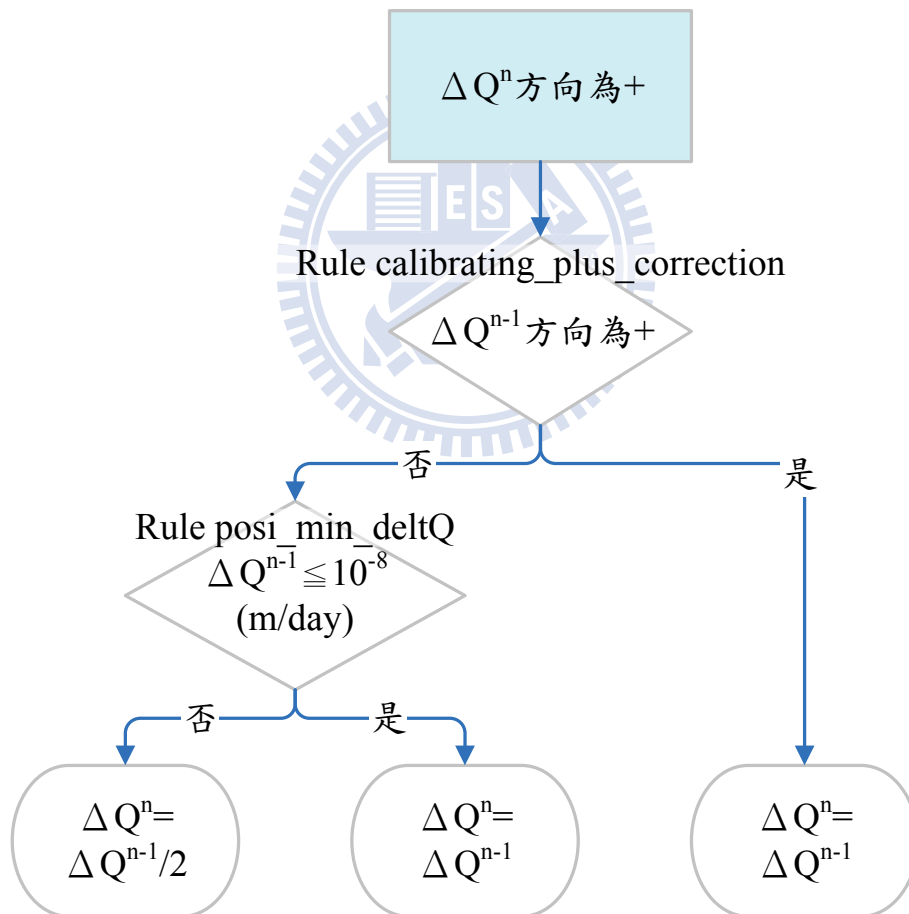 ΔQⁿ方向為+
ESA
Rule calibrating_plus_correction
ΔQⁿ⁻¹方向為+
否
是
Rule posi_min_deltQ
ΔQⁿ⁻¹≦10⁻⁸
(m/day)
否
是
ΔQⁿ=
ΔQⁿ⁻¹/2
ΔQⁿ=
ΔQⁿ⁻¹
ΔQⁿ=
ΔQⁿ⁻¹